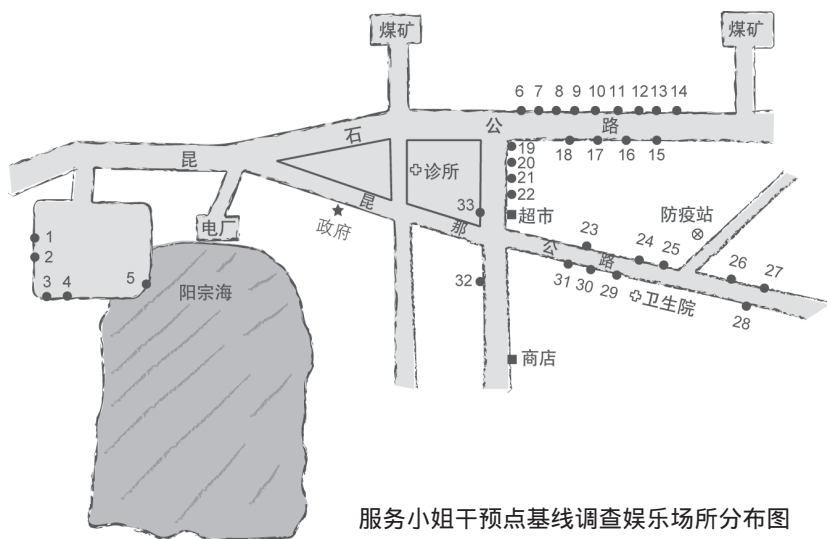 煤矿
煤矿
6 7 8 9 10 11 12 13 14
昆 石 公 路
18 17 16 15
19
20
21
22
诊所
33
超市
昆 那 公 路
政府
电厂
防疫站
23
24 25
26 27
1
2
3 4
5
阳宗海
32
31 30 29
卫生院
28
商店
服务小姐干预点基线调查娱乐场所分布图